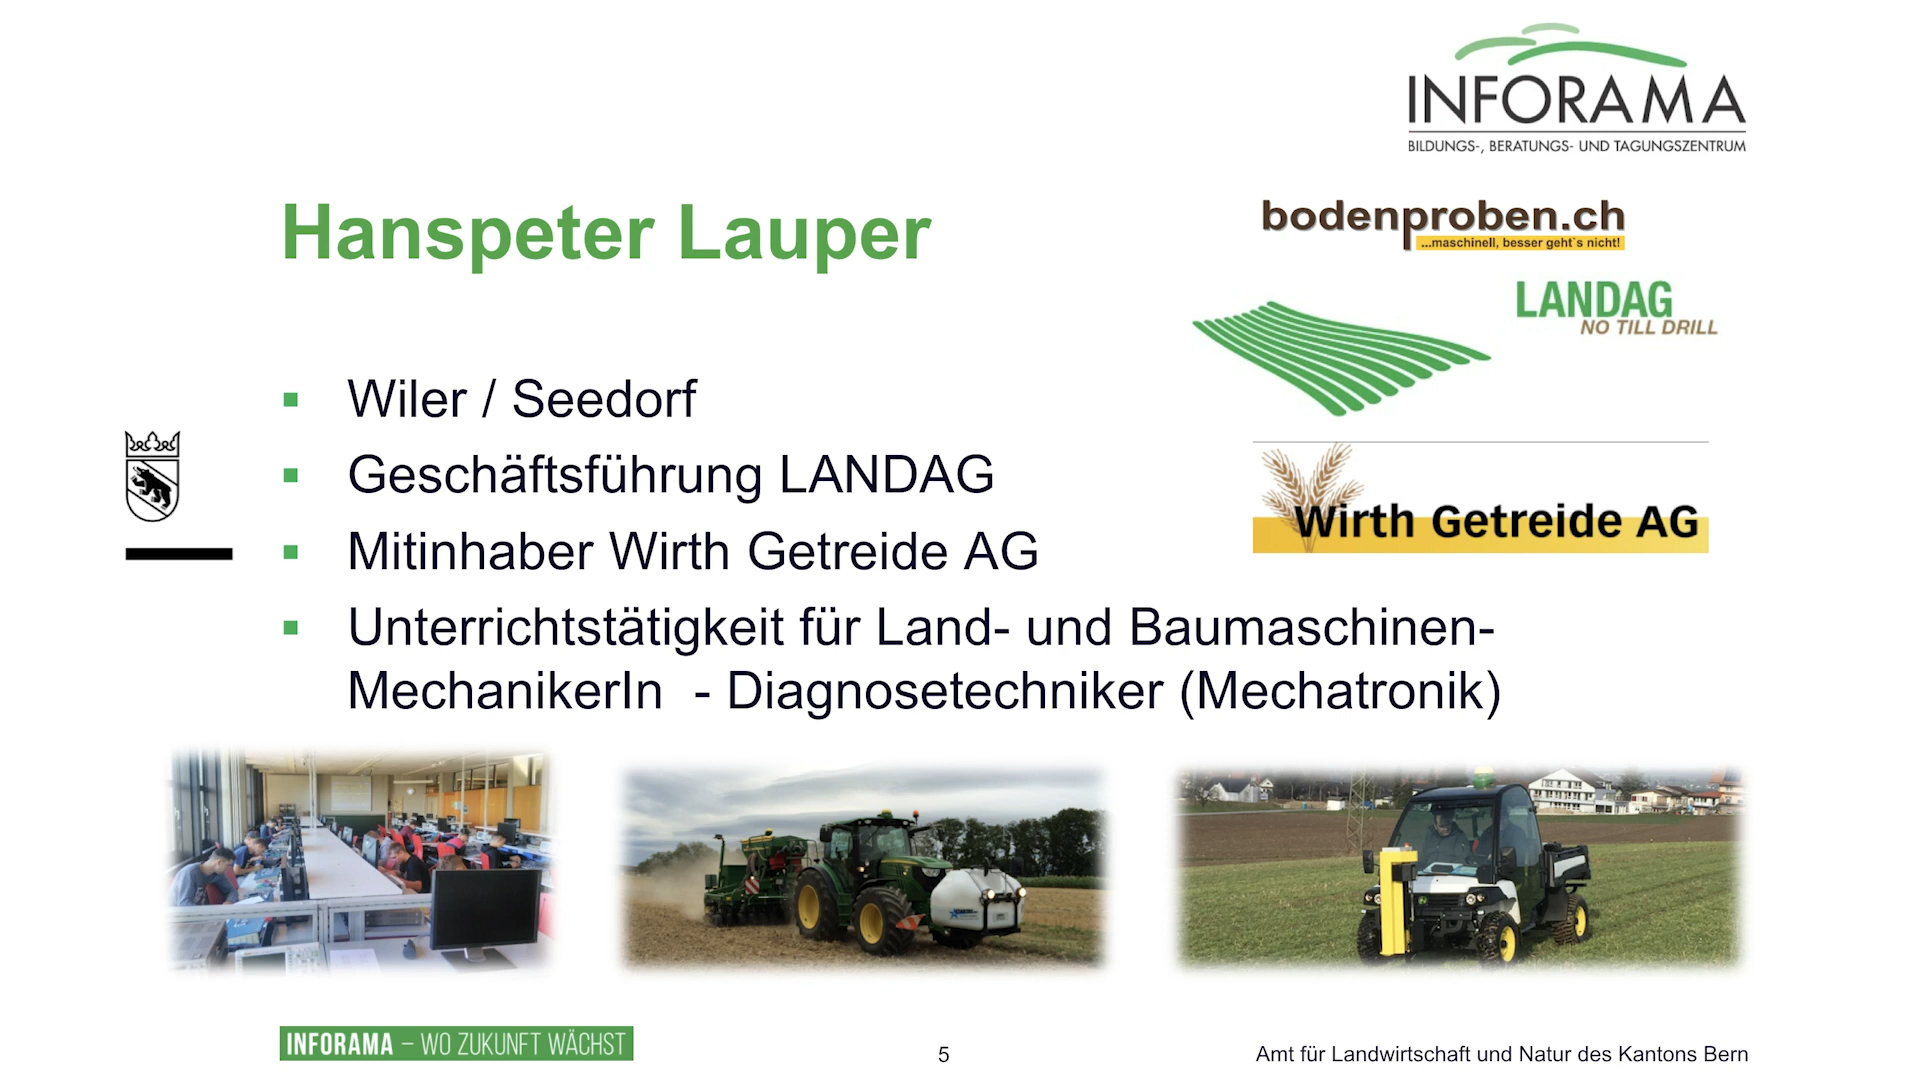 INFORAMA
BILDUNGS-, BERATUNGS- UND TAGUNGSZENTRUM
Hanspeter Lauper
bodenproben.ch
...maschinell, besser geht`s nicht!
LANDAG
NO TILL DRILL
Wirth Getreide AG
▪ Wiler / Seedorf
▪ Geschäftsführung LANDAG
▪ Mitinhaber Wirth Getreide AG
▪ Unterrichtstätigkeit für Land- und Baumaschinen-
MechanikerIn - Diagnosetechniker (Mechatronik)
INFORAMA – WO ZUKUNFT WÄCHST
5
Amt für Landwirtschaft und Natur des Kantons Bern